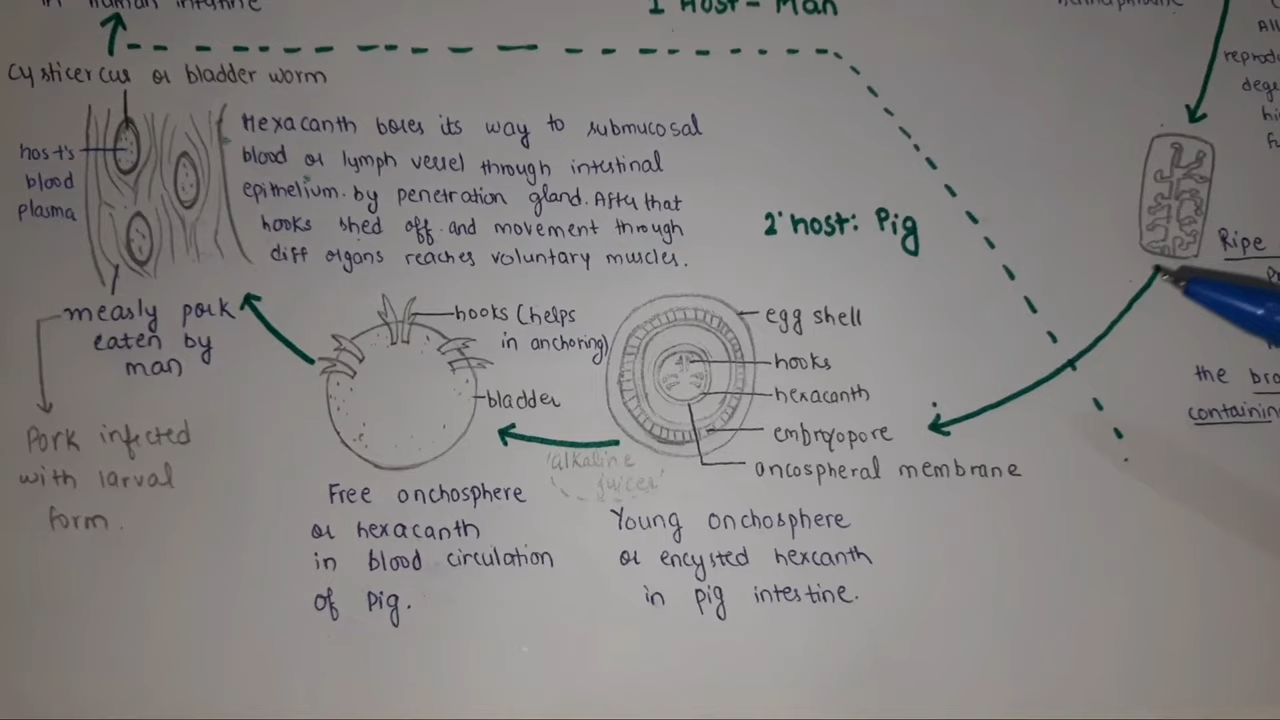 1 Host - Man
cysticercus or bladder worm
host's
blood
plasma
Hexacanth bores its way to submucosal
blood or lymph vessel through intestinal
epithelium by penetration gland. After that
hooks shed off and movement through
diff organs reaches voluntary muscles.
measly pork
eaten by
man
Pork infected
with larval
form.
hooks (helps
in anchoring)
bladder
'alkaline
juices'
Free onchosphere
or hexacanth
in blood circulation
of pig.
2° host: Pig
egg shell
hooks
hexacanth
embryopore
oncospheral membrane
Young onchosphere
or encysted hexcanth
in pig intestine.
All
Ripe
the
containin